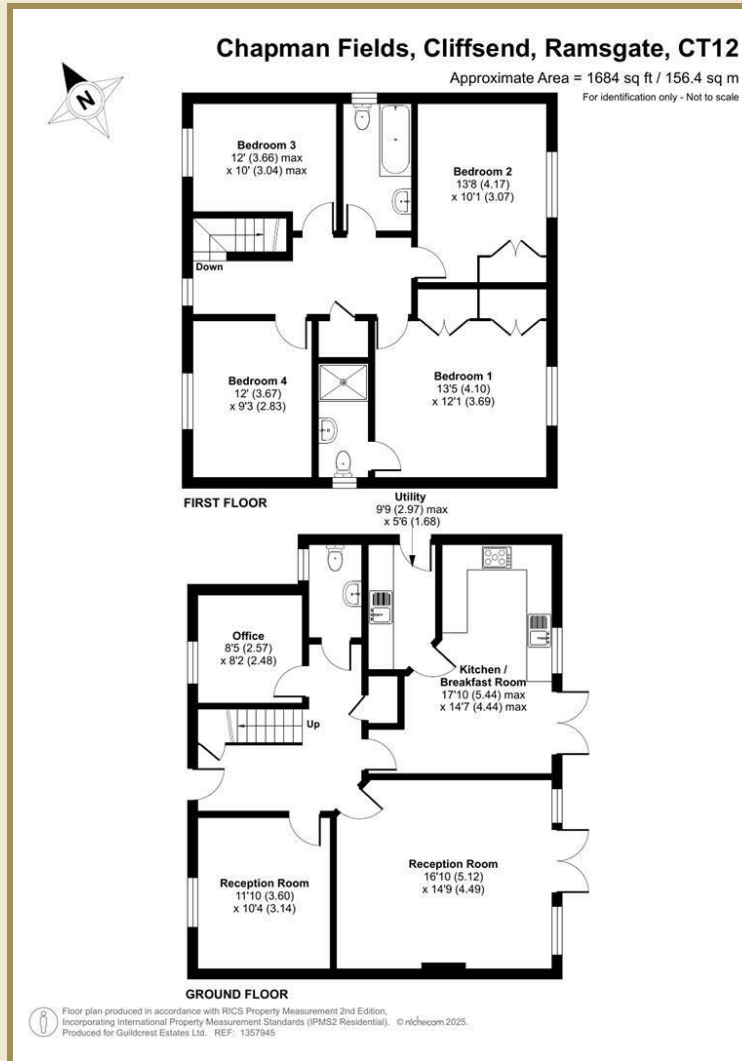 Chapman Fields, Cliffsend, Ramsgate, CT12
Approximate Area = 1684 sq ft / 156.4 sq m
For identification only - Not to scale
N
Bedroom 3
12' (3.66) max
x 10' (3.04) max
Bedroom 2
13'8 (4.17)
x 10'1 (3.07)
Down
Bedroom 4
12' (3.67)
x 9'3 (2.83)
Bedroom 1
13'5 (4.10)
x 12'1 (3.69)
FIRST FLOOR
Utility
9'9 (2.97) max
x 5'6 (1.68)
Office
8'5 (2.57)
x 8'2 (2.48)
Kitchen /
Breakfast Room
17'10 (5.44) max
x 14'7 (4.44) max
Up
Reception Room
11'10 (3.60)
x 10'4 (3.14)
Reception Room
16'10 (5.12)
x 14'9 (4.49)
GROUND FLOOR
Floor plan produced in accordance with RICS Property Measurement 2nd Edition,
Incorporating International Property Measurement Standards (IPMS2 Residential). © nichecom 2025.
Produced for Guildcrest Estates Ltd. REF: 1357945